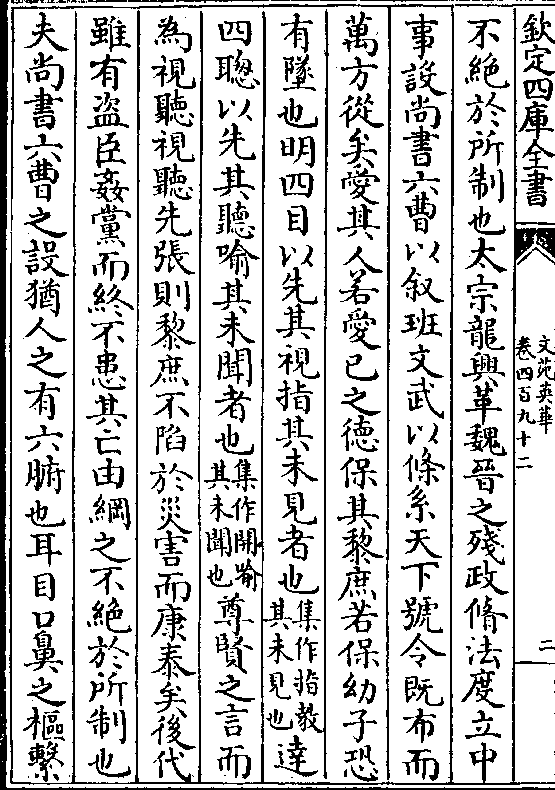 欽定四庫全書
文苑英華
卷四百九十二
二
不絕於所制也太宗龍興革魏晉之殘政脩法度立中
事設尚書六曹以叙班文武以條系天下號令既布而
萬方從矣愛其人若愛已之德保其黎庶若保幼子恐
有墜也明四目以先其視指其未見者也集作指教其未見也達
四聰以先其聽喻其未聞者也集作開喻其未聞也尊賢之言而
為視聽視聽先張則黎庶不陷於災害而康泰矣後代
雖有盜臣姦黨而終不患其亡由綱之不絕於所制也
夫尚書六曹之設猶人之有六腑也耳目口鼻之樞繫